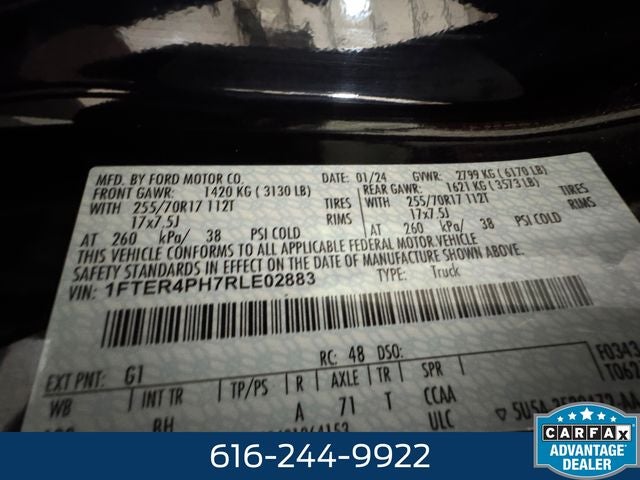 MFD. BY FORD MOTOR CO. DATE: 01/24 GVWR: 2799 KG (6170 LB)
FRONT GAWR: 1420 KG (3130 LB) REAR GAWR: 1621 KG (3573 LB)
WITH 255/70R17 112T TIRES WITH 255/70R17 112T TIRES
17x7.5J RIMS 17x7.5J RIMS
AT 260 kPa/ 38 PSI COLD AT 260 kPa/ 38 PSI COLD
THIS VEHICLE CONFORMS TO ALL APPLICABLE FEDERAL MOTOR VEHICLE
SAFETY STANDARDS IN EFFECT ON THE DATE OF MANUFACTURE SHOWN ABOVE.
VIN: 1FTER4PH7RLE02883 TYPE: Truck
EXT PNT: G1 RC: 48 DSO: F0343
T062
WB INT TR TP/PS R AXLE TR SPR
RH A 71 T CCAA
ULC
CARFAX
ADVANTAGE
DEALER
616-244-9922